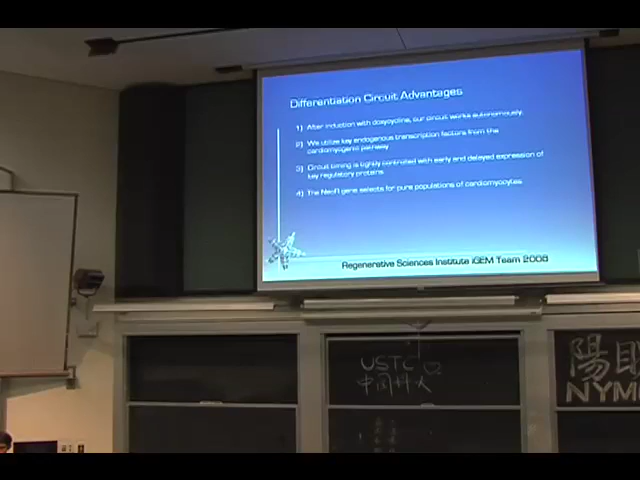 Differentiation Circuit Advantages
1) After induction with doxycycline, our circuit works autonomously.
2) We utilize key endogenous transcription factors from the
cardiomyogenic pathway
3) Circuit timing is tightly controlled with early and delayed expression of
key regulatory proteins.
4) The NeoR gene selects for pure populations of cardiomyocytes
Regenerative Sciences Institute iGEM Team 2008
USTC
中国科大
陽明
NYM